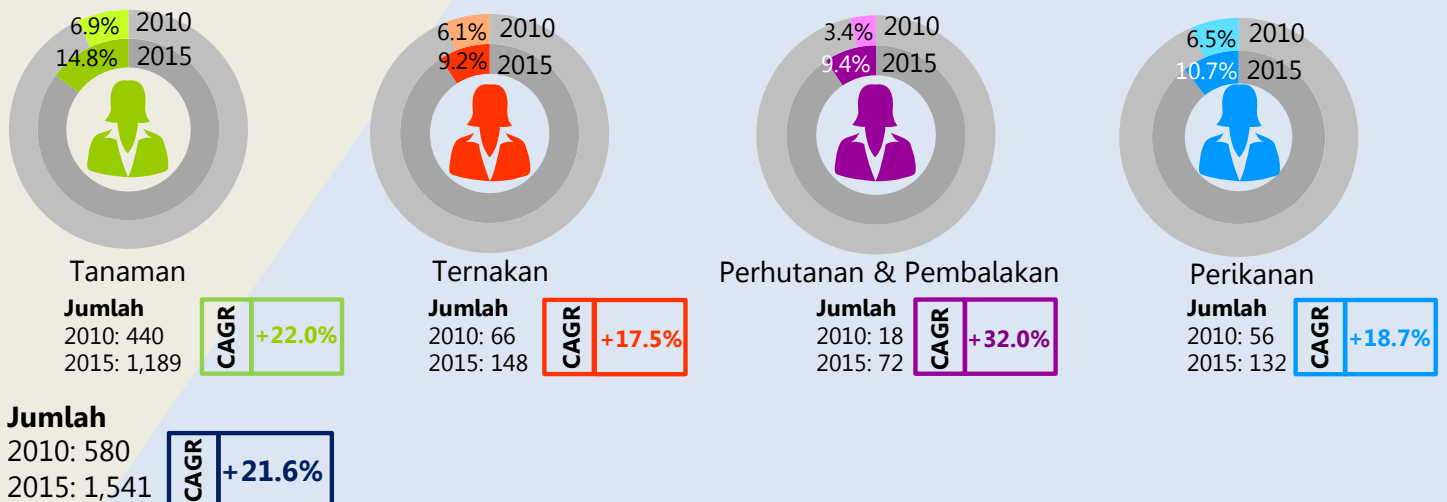 6.9% 2010
14.8% 2015
Tanaman
Jumlah
2010: 440
2015: 1,189
CAGR
+22.0%
6.1% 2010
9.2% 2015
Ternakan
Jumlah
2010: 66
2015: 148
CAGR
+17.5%
3.4% 2010
9.4% 2015
Perhutanan & Pembalakan
Jumlah
2010: 18
2015: 72
CAGR
+32.0%
6.5% 2010
10.7% 2015
Perikanan
Jumlah
2010: 56
2015: 132
CAGR
+18.7%
Jumlah
2010: 580
2015: 1,541
CAGR
+21.6%